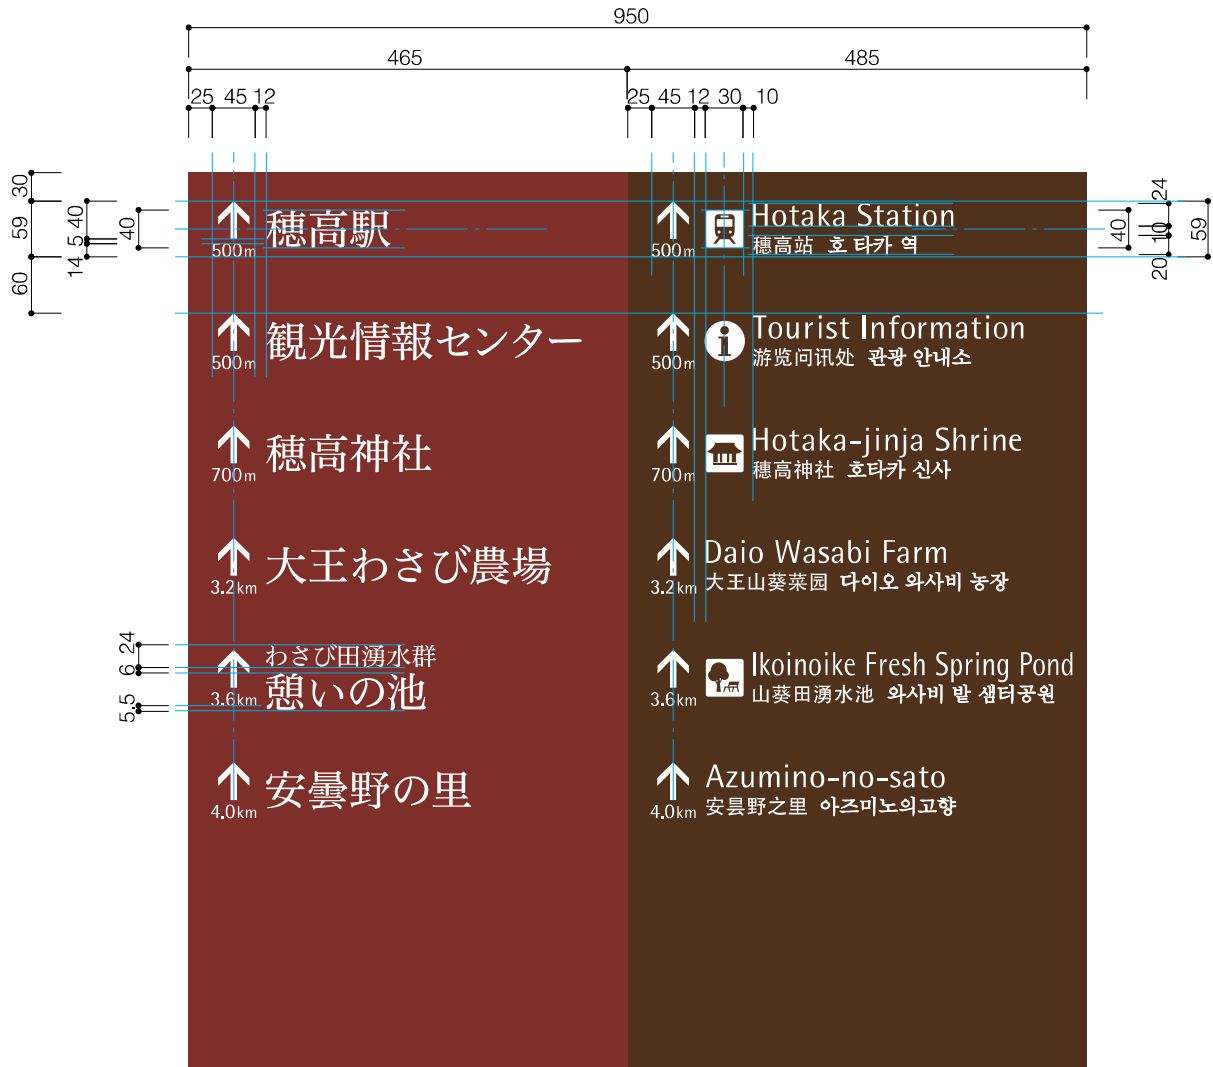 950
465 485
25 45 12 25 45 12 30 10
30
59
60
40
5
14
40
24
10
20
40
59
穂高駅
500m
観光情報センター
500m
穂高神社
700m
大王わさび農場
3.2km
24
6
5.5
わさび田湧水群
憩いの池
3.6km
安曇野の里
4.0km
Hotaka Station
500m
穂高站 호타카 역
Tourist Information
500m
游览问讯处 관광 안내소
Hotaka-jinja Shrine
700m
穂高神社 호타카 신사
Daio Wasabi Farm
3.2km
大王山葵菜园 다이오 와사비 농장
Ikoinoike Fresh Spring Pond
3.6km
山葵田湧水池 와사비 밭 샘터공원
Azumino-no-sato
4.0km
安昙野之里 아즈미노의고향